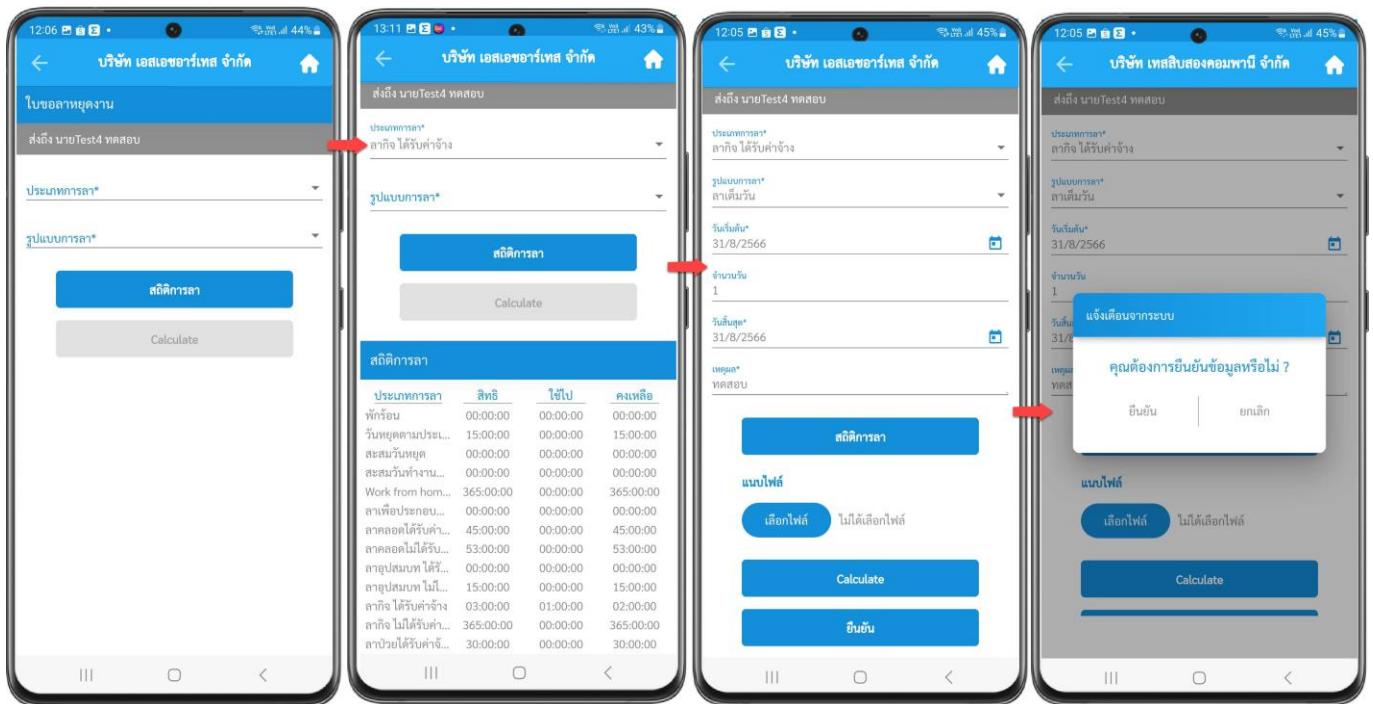 12:06
44%
บริษัท เอสเอชอาร์เทส จำกัด
ใบขอลาหยุดงาน
ส่งถึง นายTest4 ทดสอบ
ประเภทการลา*
รูปแบบการลา*
สถิติการลา
Calculate
13:11
43%
บริษัท เอสเอชอาร์เทส จำกัด
ส่งถึง นายTest4 ทดสอบ
ประเภทการลา*
ลากิจ ได้รับค่าจ้าง
รูปแบบการลา*
สถิติการลา
Calculate
สถิติการลา
ประเภทการลา สิทธิ ใช้ไป คงเหลือ
พักร้อน 00:00:00 00:00:00 00:00:00
วันหยุดตามประเ... 15:00:00 00:00:00 15:00:00
สะสมวันหยุด 00:00:00 00:00:00 00:00:00
สะสมวันทำงาน... 00:00:00 00:00:00 00:00:00
Work from hom... 365:00:00 00:00:00 365:00:00
ลาเพื่อประกอบ... 00:00:00 00:00:00 00:00:00
ลาคลอดได้รับค่า... 45:00:00 00:00:00 45:00:00
ลาคลอดไม่ได้รับ... 53:00:00 00:00:00 53:00:00
ลาอุปสมบท ได้รั... 00:00:00 00:00:00 00:00:00
ลาอุปสมบท ไม่ไ... 15:00:00 00:00:00 15:00:00
ลากิจ ได้รับค่าจ้าง 03:00:00 01:00:00 02:00:00
ลากิจ ไม่ได้รับค่า... 365:00:00 00:00:00 365:00:00
ลาป่วยได้รับค่าจ้... 30:00:00 00:00:00 30:00:00
12:05
45%
บริษัท เอสเอชอาร์เทส จำกัด
ส่งถึง นายTest4 ทดสอบ
ประเภทการลา*
ลากิจ ได้รับค่าจ้าง
รูปแบบการลา*
ลาเต็มวัน
วันเริ่มต้น*
31/8/2566
จำนวนวัน
1
วันสิ้นสุด*
31/8/2566
เหตุผล*
ทดสอบ
สถิติการลา
แนบไฟล์
เลือกไฟล์ ไม่ได้เลือกไฟล์
Calculate
ยืนยัน
12:05
45%
บริษัท เทสสิบสองคอมพานี จำกัด
ส่งถึง นายTest4 ทดสอบ
ประเภทการลา*
ลากิจ ได้รับค่าจ้าง
รูปแบบการลา*
ลาเต็มวัน
วันเริ่มต้น*
31/8/2566
จำนวนวัน
1
แจ้งเตือนจากระบบ
คุณต้องการยืนยันข้อมูลหรือไม่ ?
ยืนยัน ยกเลิก
แนบไฟล์
เลือกไฟล์ ไม่ได้เลือกไฟล์
Calculate